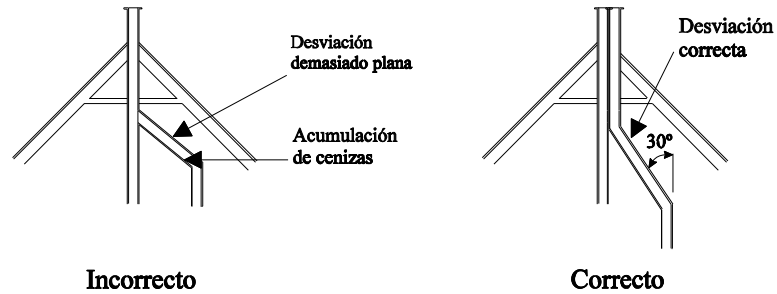 Desviación
demasiado plana
Acumulación
de cenizas
Incorrecto
Desviación
correcta
30º
Correcto